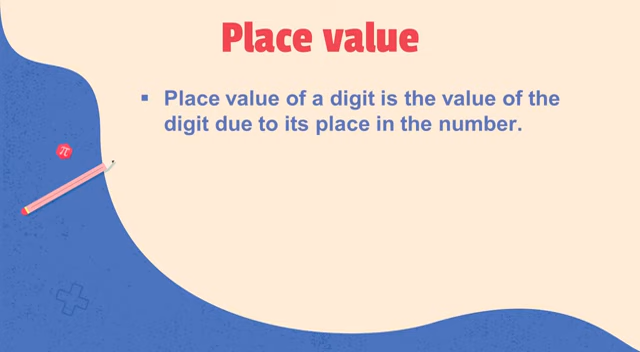 Place value
▪ Place value of a digit is the value of the
digit due to its place in the number.
π